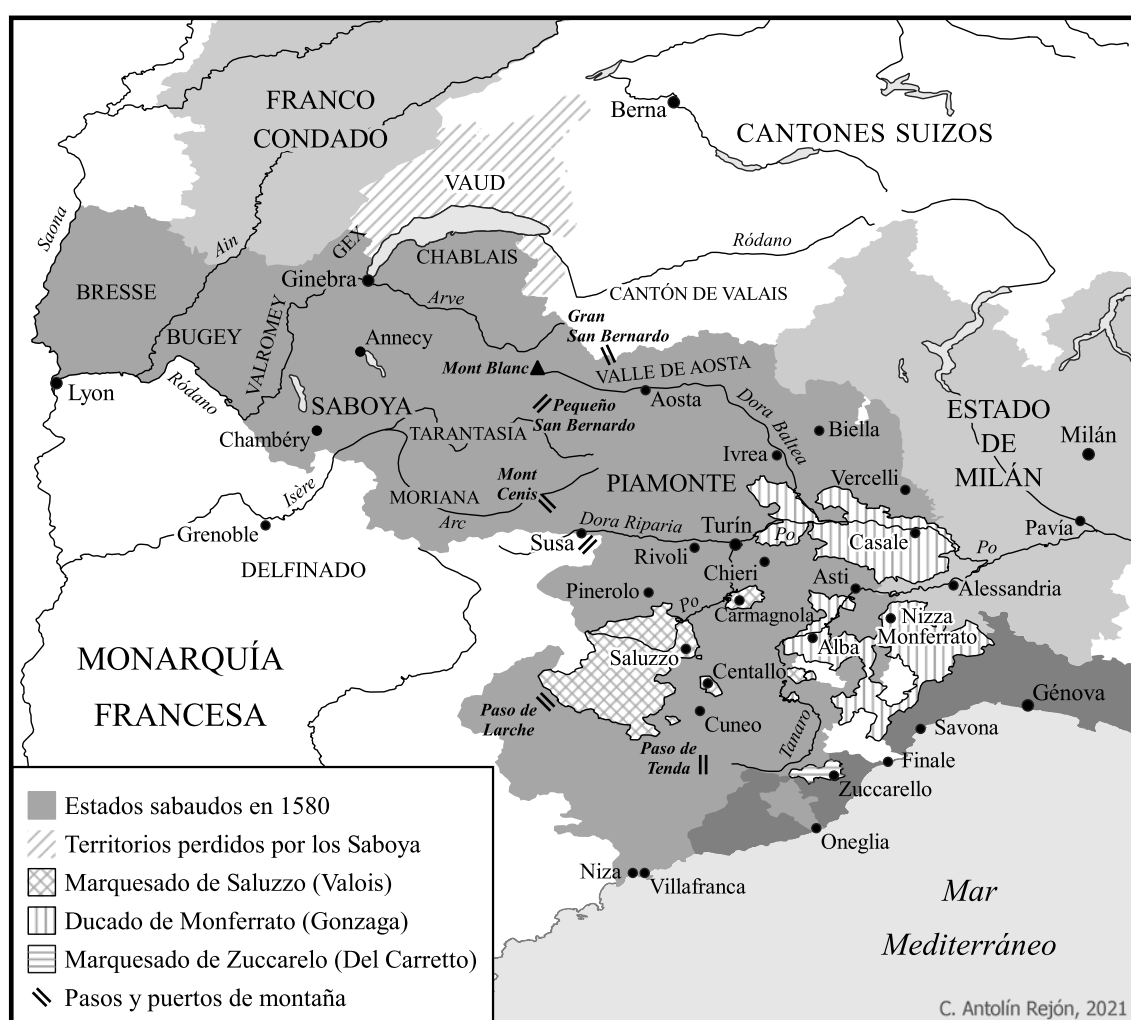 FRANCO
CONDADO
Berna
CANTONES SUIZOS
VAUD
Saona
Ain
GEX
Ródano
CHABLAIS
Ginebra
BRESSE
Arve
CANTÓN DE VALAIS
BUGEY
VALROMEY
Annecy
Gran
San Bernardo
Mont Blanc
VALLE DE AOSTA
Lyon
Ródano
Aosta
Dora Baltea
SABOYA
Pequeño
San Bernardo
Chambéry
TARANTASIA
Biella
ESTADO
DE
MILÁN
Milán
Ivrea
Mont
Cenis
PIAMONTE
Vercelli
Isère
MORIANA
Arc
Grenoble
Dora Riparia
Turín
Po
Casale
Pavía
Susa
Rivoli
Po
DELFINADO
Chieri
Asti
Alessandria
Pinerolo
Po
Carmagnola
Nizza
Monferrato
MONARQUÍA
FRANCESA
Saluzzo
Alba
Centallo
Paso de
Larche
Cuneo
Tanaro
Génova
Savona
Paso de
Tenda
Finale
Zuccarello
Oneglia
Niza
Villafranca
Mar
Mediterráneo
Estados sabaudos en 1580
Territorios perdidos por los Saboya
Marquesado de Saluzzo (Valois)
Ducado de Monferrato (Gonzaga)
Marquesado de Zuccarelo (Del Carretto)
Pasos y puertos de montaña
C. Antolín Rejón, 2021